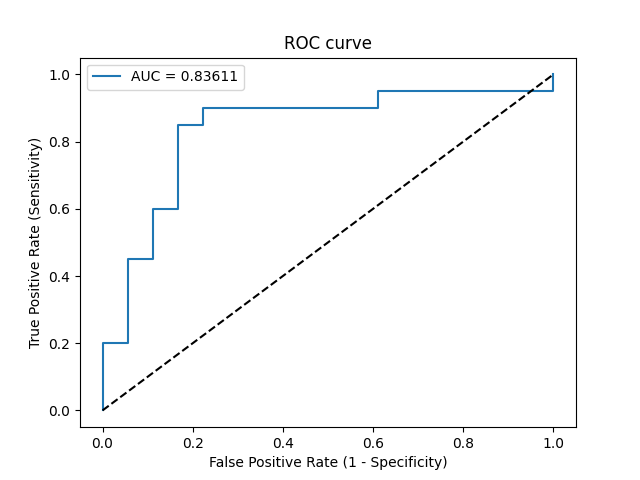 ROC curve
AUC = 0.83611
True Positive Rate (Sensitivity)
1.0
0.8
0.6
0.4
0.2
0.0
0.0 0.2 0.4 0.6 0.8 1.0
False Positive Rate (1 - Specificity)